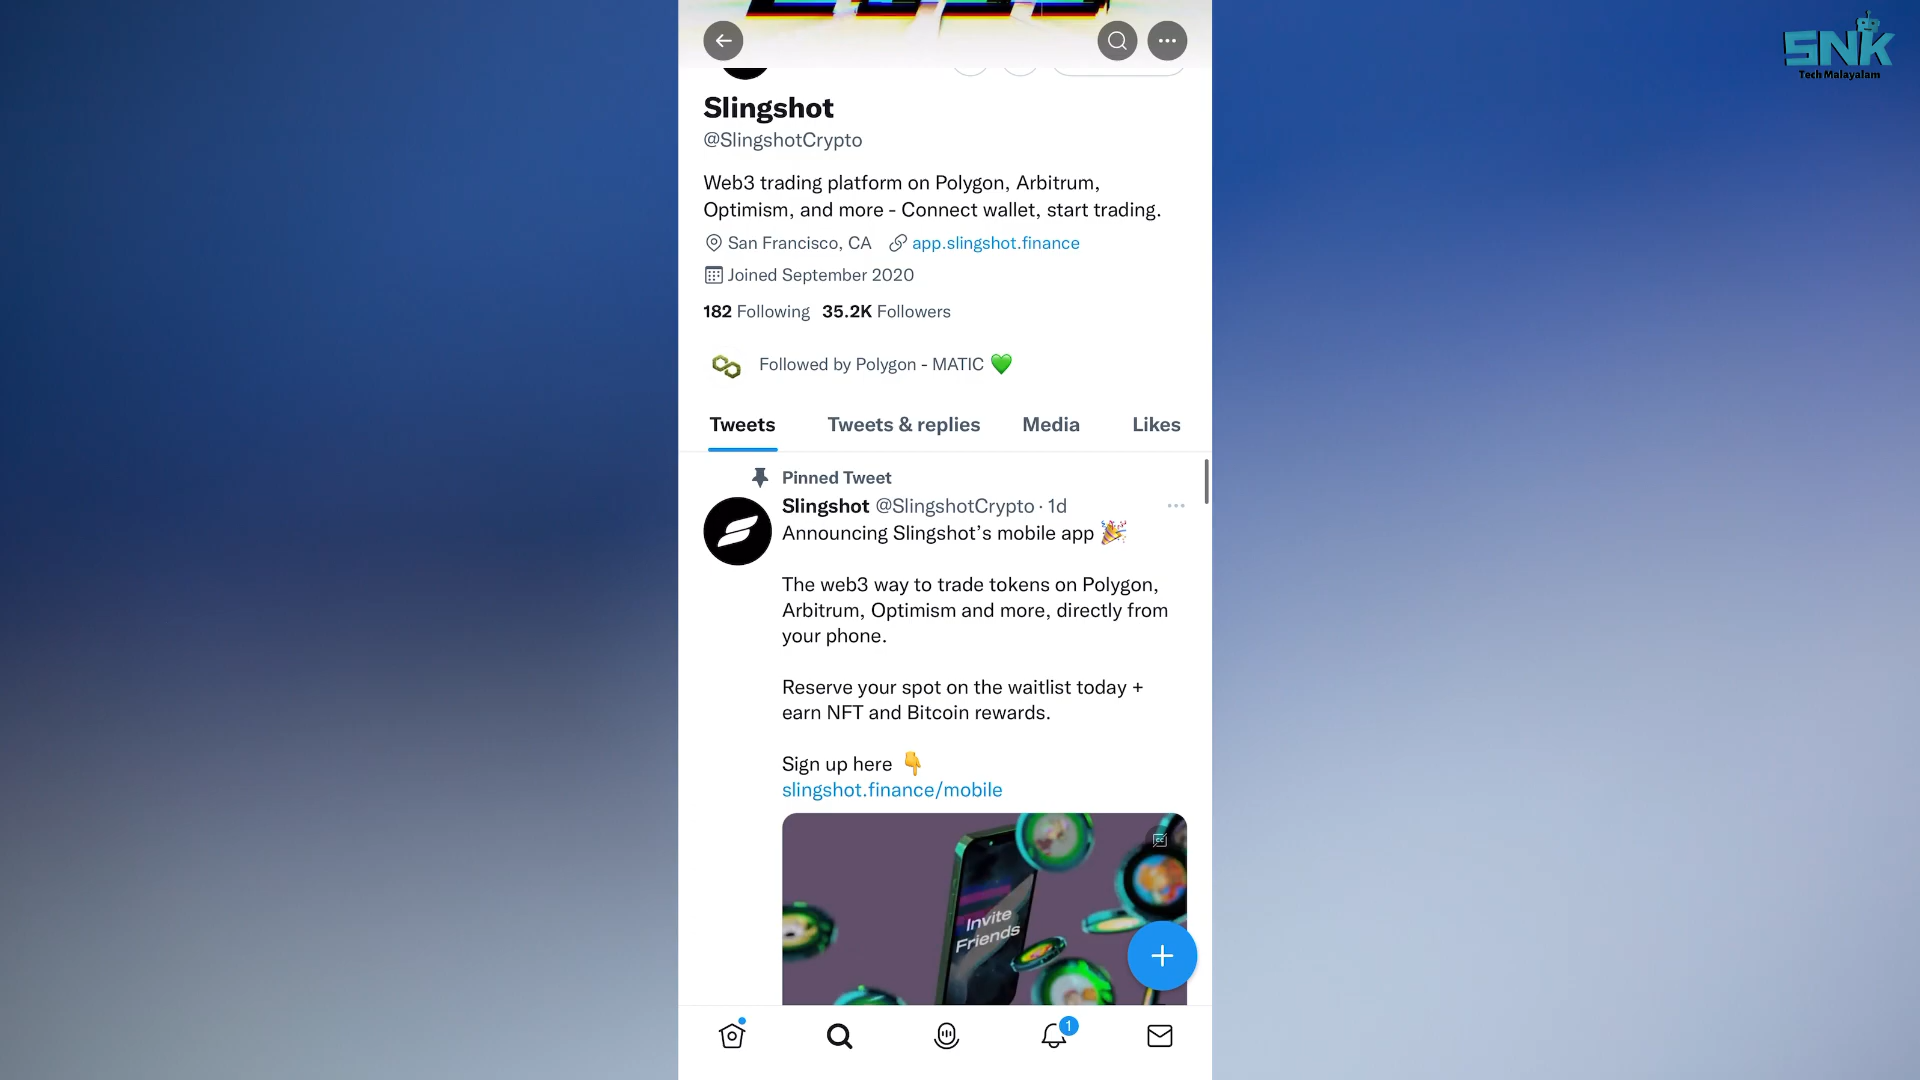 SNK
Tech Malayalam
Slingshot
@SlingshotCrypto
Web3 trading platform on Polygon, Arbitrum,
Optimism, and more - Connect wallet, start trading.
San Francisco, CA app.slingshot.finance
Joined September 2020
182 Following 35.2K Followers
Followed by Polygon - MATIC 💚
Tweets Tweets & replies Media Likes
Pinned Tweet
Slingshot @SlingshotCrypto · 1d
Announcing Slingshot’s mobile app 🎉
The web3 way to trade tokens on Polygon,
Arbitrum, Optimism and more, directly from
your phone.
Reserve your spot on the waitlist today +
earn NFT and Bitcoin rewards.
Sign up here 👇
slingshot.finance/mobile
Invite
Friends
1